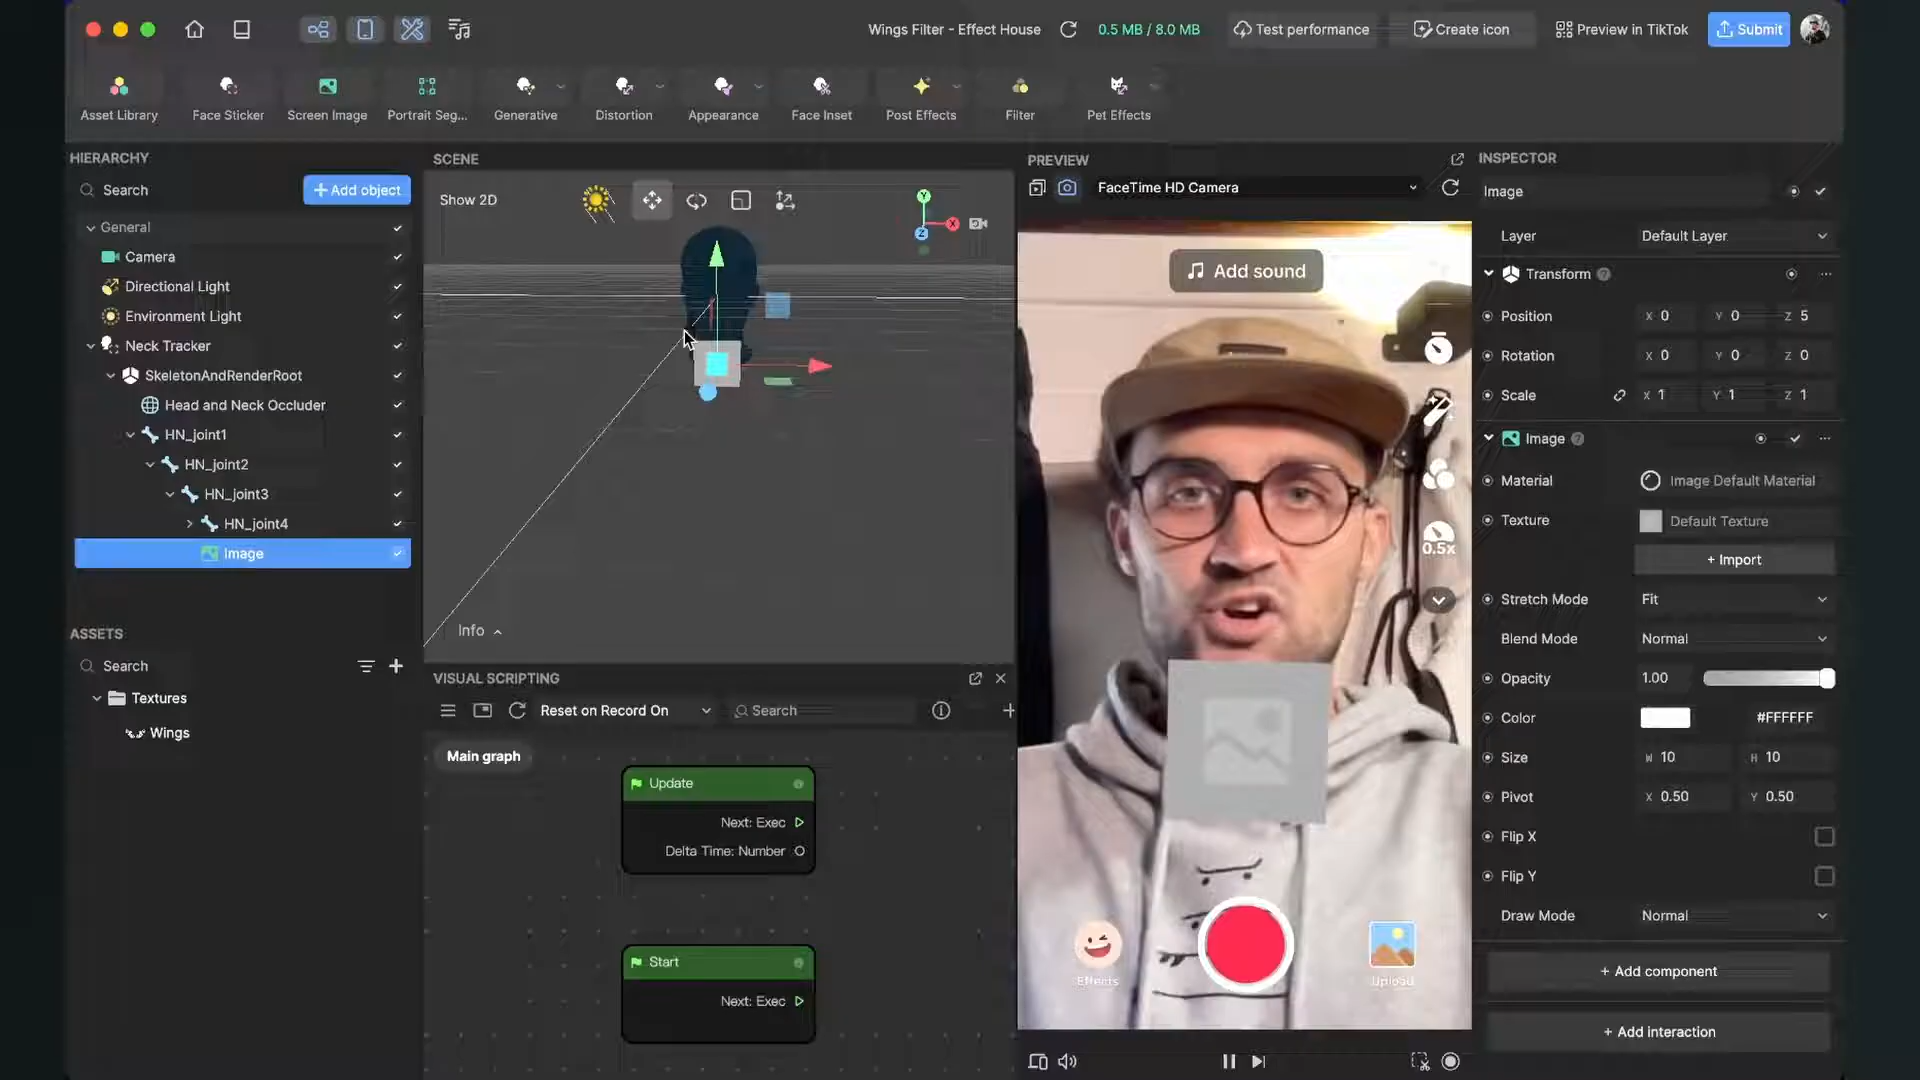 Wings Filter - Effect House
0.5 MB / 8.0 MB
Test performance
Create icon
Preview in TikTok
Submit
Asset Library
Face Sticker
Screen Image
Portrait Seg...
Generative
Distortion
Appearance
Face Inset
Post Effects
Filter
Pet Effects
HIERARCHY
Search
+ Add object
General
Camera
Directional Light
Environment Light
Neck Tracker
SkeletonAndRenderRoot
Head and Neck Occluder
HN_joint1
HN_joint2
HN_joint3
HN_joint4
Image
ASSETS
Search
Textures
Wings
SCENE
Show 2D
Y
X
Z
Info
VISUAL SCRIPTING
Reset on Record On
Search
Main graph
Update
Next: Exec
Delta Time: Number
Start
Next: Exec
PREVIEW
FaceTime HD Camera
Add sound
0.5x
Effects
Upload
INSPECTOR
Image
Layer Default Layer
Transform
Position X 0 Y 0 Z 5
Rotation X 0 Y 0 Z 0
Scale X 1 Y 1 Z 1
Image
Material Image Default Material
Texture Default Texture
+ Import
Stretch Mode Fit
Blend Mode Normal
Opacity 1.00
Color #FFFFFF
Size W 10 H 10
Pivot X 0.50 Y 0.50
Flip X
Flip Y
Draw Mode Normal
+ Add component
+ Add interaction